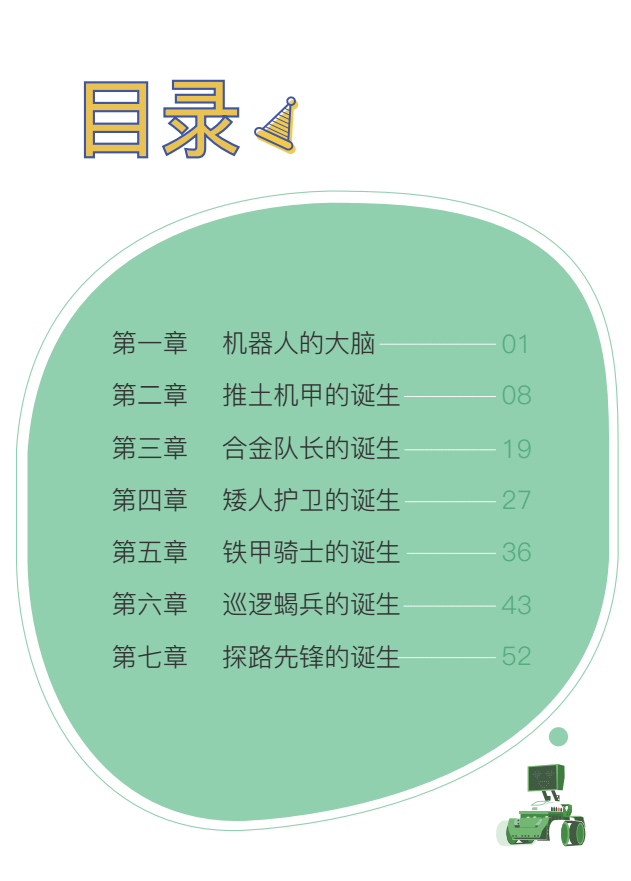 目录
第一章 机器人的大脑 01
第二章 推土机甲的诞生 08
第三章 合金队长的诞生 19
第四章 矮人护卫的诞生 27
第五章 铁甲骑士的诞生 36
第六章 巡逻蝎兵的诞生 43
第七章 探路先锋的诞生 52